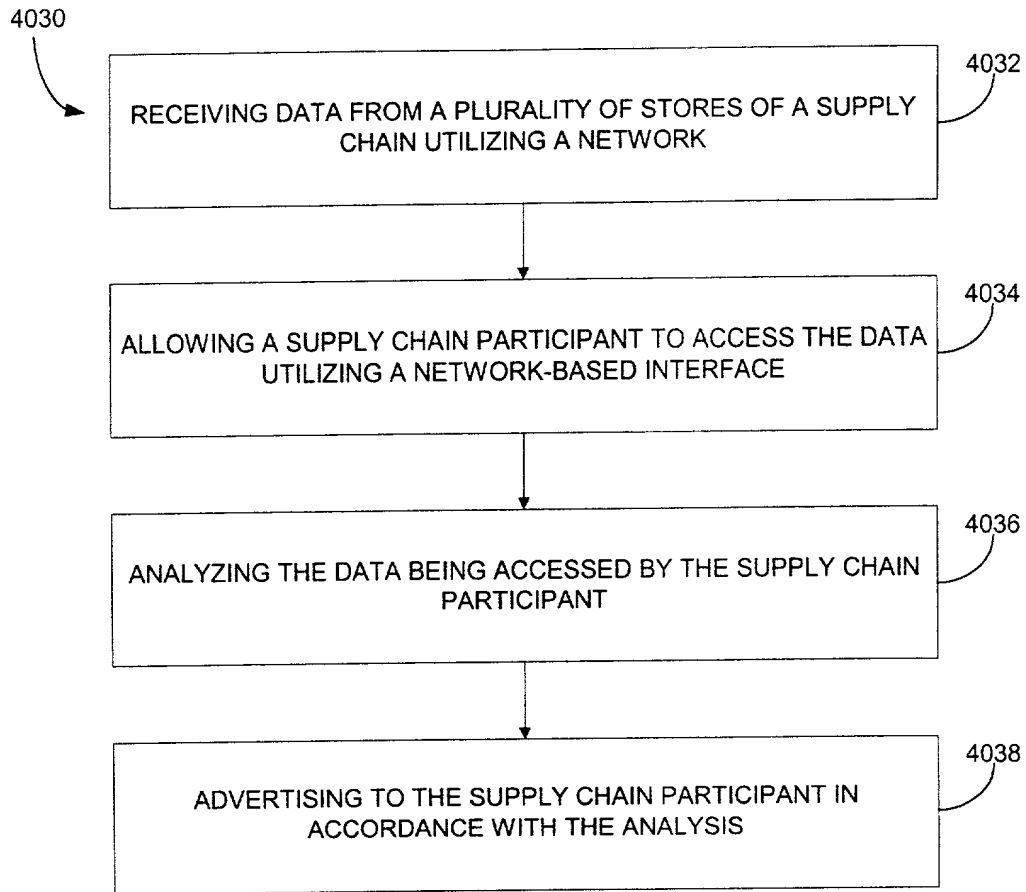 4030
4032
RECEIVING DATA FROM A PLURALITY OF STORES OF A SUPPLY
CHAIN UTILIZING A NETWORK
4034
ALLOWING A SUPPLY CHAIN PARTICIPANT TO ACCESS THE DATA
UTILIZING A NETWORK-BASED INTERFACE
4036
ANALYZING THE DATA BEING ACCESSED BY THE SUPPLY CHAIN
PARTICIPANT
4038
ADVERTISING TO THE SUPPLY CHAIN PARTICIPANT IN
ACCORDANCE WITH THE ANALYSIS